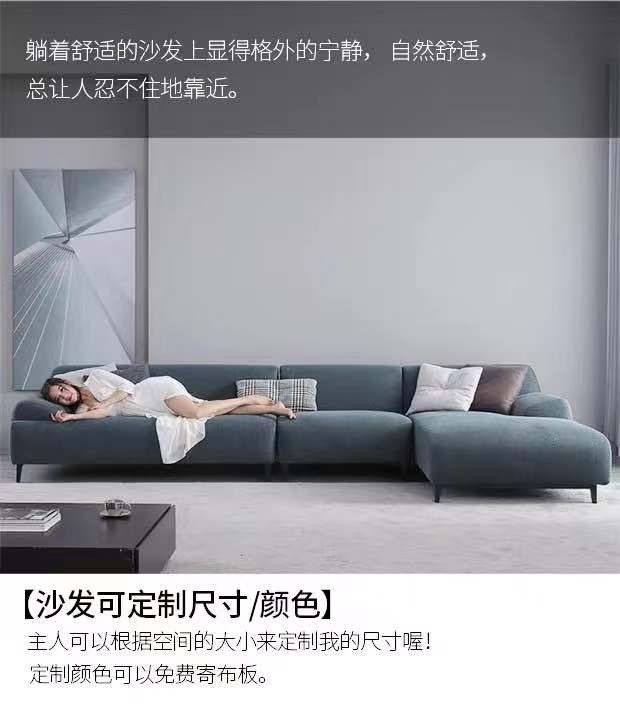 躺着舒适的沙发上显得格外的宁静， 自然舒适，
总让人忍不住地靠近。
【沙发可定制尺寸/颜色】
主人可以根据空间的大小来定制我的尺寸喔！
定制颜色可以免费寄布板。